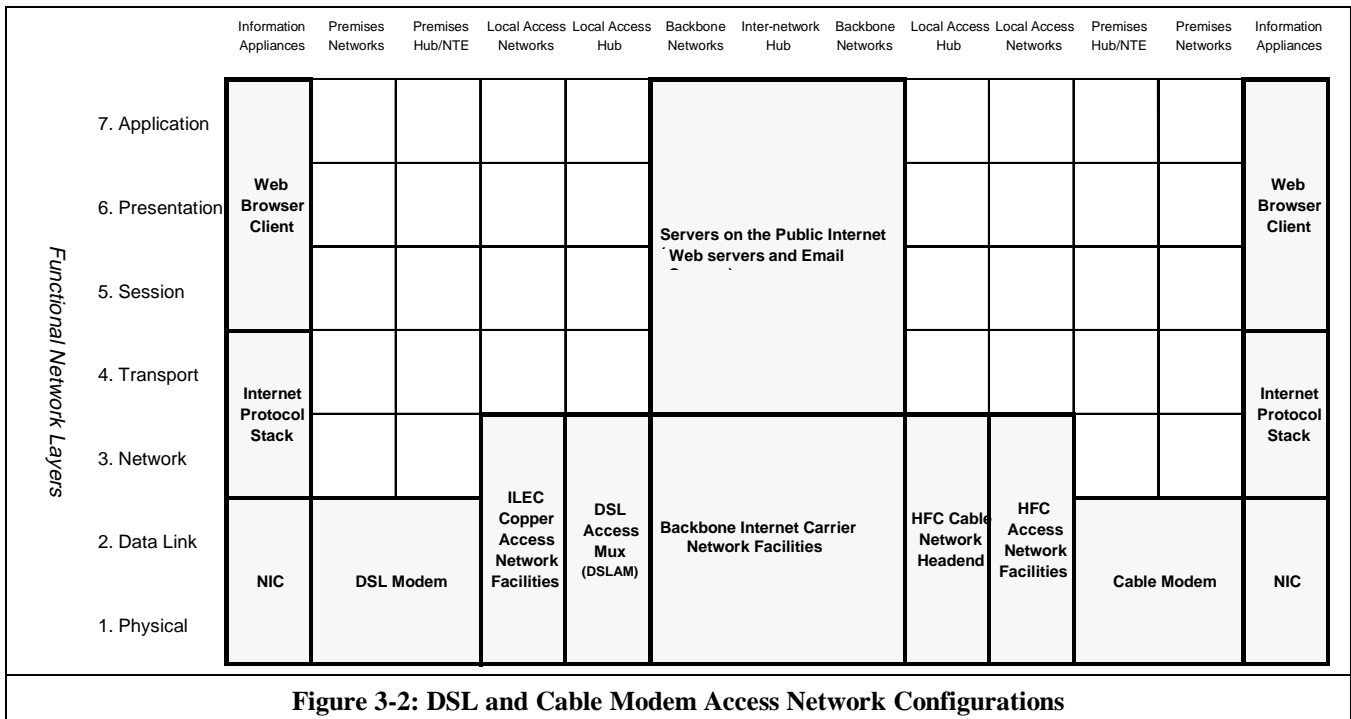 Information Premises Premises Local Access Local Access Backbone Inter-network Backbone Local Access Local Access Premises Premises Information
Appliances Networks Hub/NTE Networks Hub Networks Hub Networks Hub Networks Hub/NTE Networks Appliances
Functional Network Layers
7. Application
6. Presentation
5. Session
4. Transport
3. Network
2. Data Link
1. Physical
Web
Browser
Client
Internet
Protocol
Stack
NIC
DSL Modem
ILEC
Copper
Access
Network
Facilities
DSL
Access
Mux
(DSLAM)
Servers on the Public Internet
Web servers and Email
Backbone Internet Carrier
Network Facilities
HFC Cable
Network
Headend
HFC
Access
Network
Facilities
Cable Modem
Web
Browser
Client
Internet
Protocol
Stack
NIC
Figure 3-2: DSL and Cable Modem Access Network Configurations